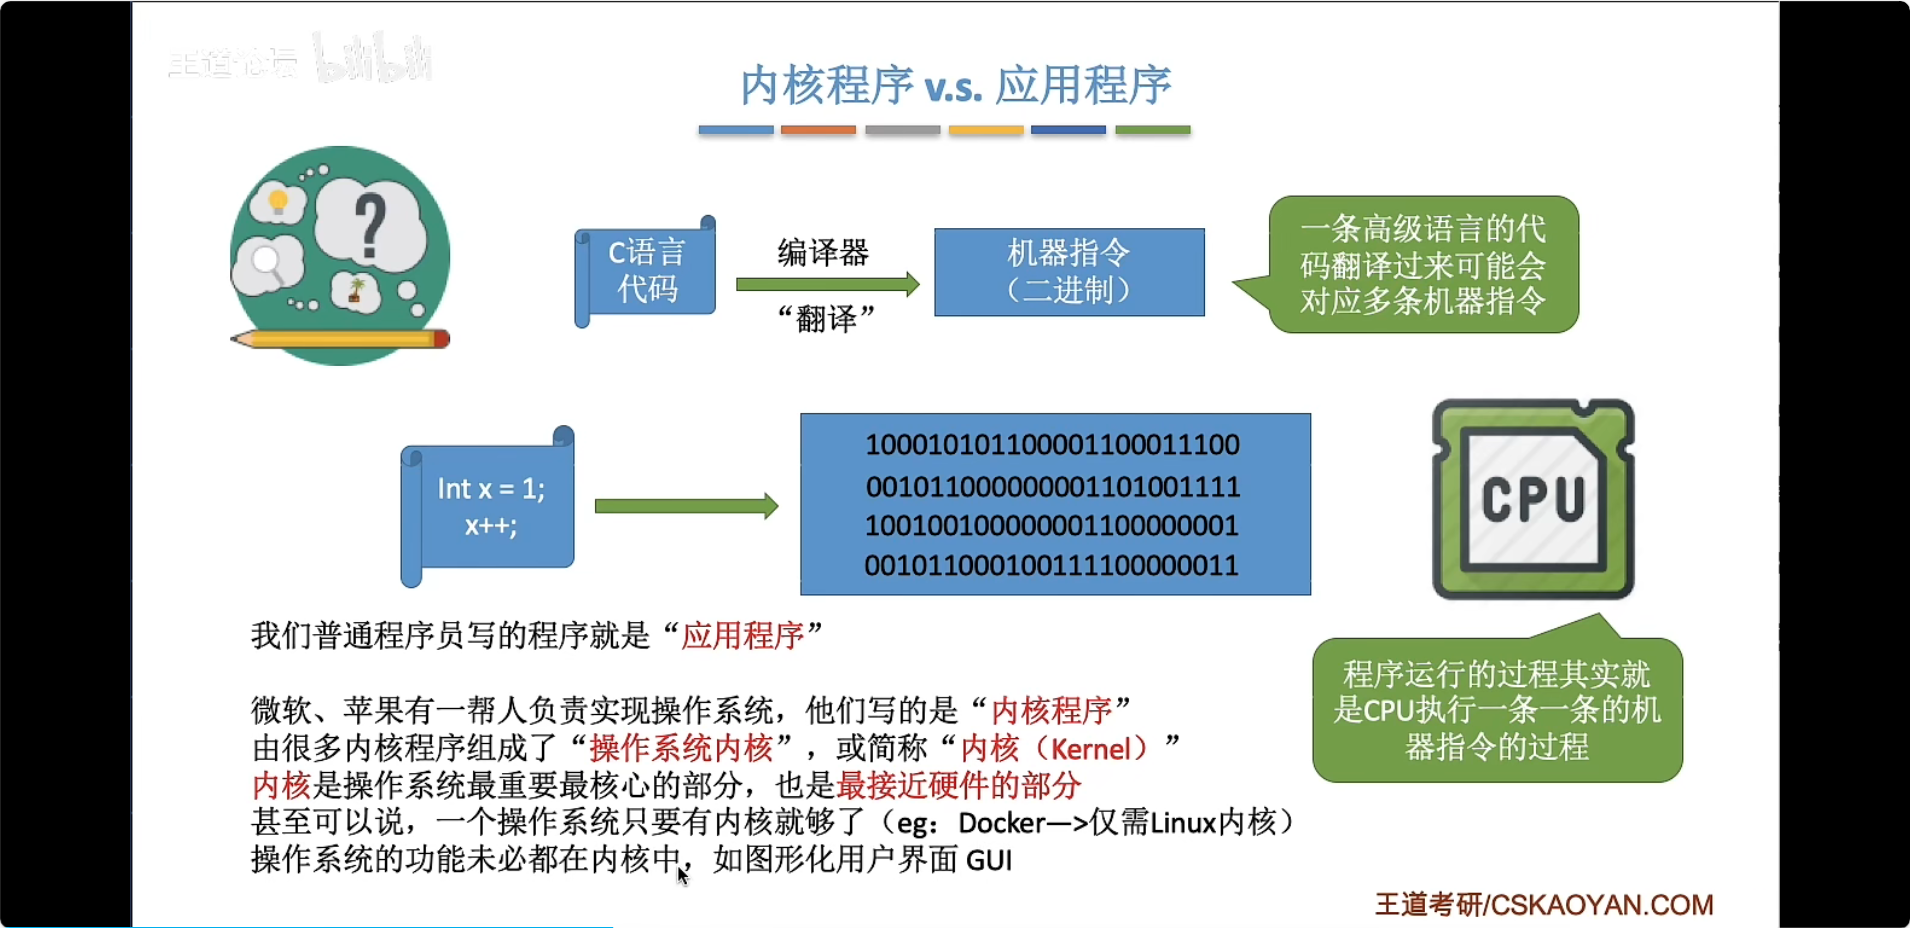 王道论坛 bilibili
内核程序 v.s. 应用程序
C语言
代码
编译器
“翻译”
机器指令
（二进制）
一条高级语言的代
码翻译过来可能会
对应多条机器指令
Int x = 1;
x++;
100010101100001100011100
001011000000001101001111
100100100000001100000001
001011000100111100000011
CPU
程序运行的过程其实就
是CPU执行一条一条的机
器指令的过程
我们普通程序员写的程序就是“应用程序”
微软、苹果有一帮人负责实现操作系统，他们写的是“内核程序”
由很多内核程序组成了“操作系统内核”，或简称“内核（Kernel）”
内核是操作系统最重要最核心的部分，也是最接近硬件的部分
甚至可以说，一个操作系统只要有内核就够了（eg：Docker—>仅需Linux内核）
操作系统的功能未必都在内核中，如图形化用户界面 GUI
王道考研/CSKAOYAN.COM